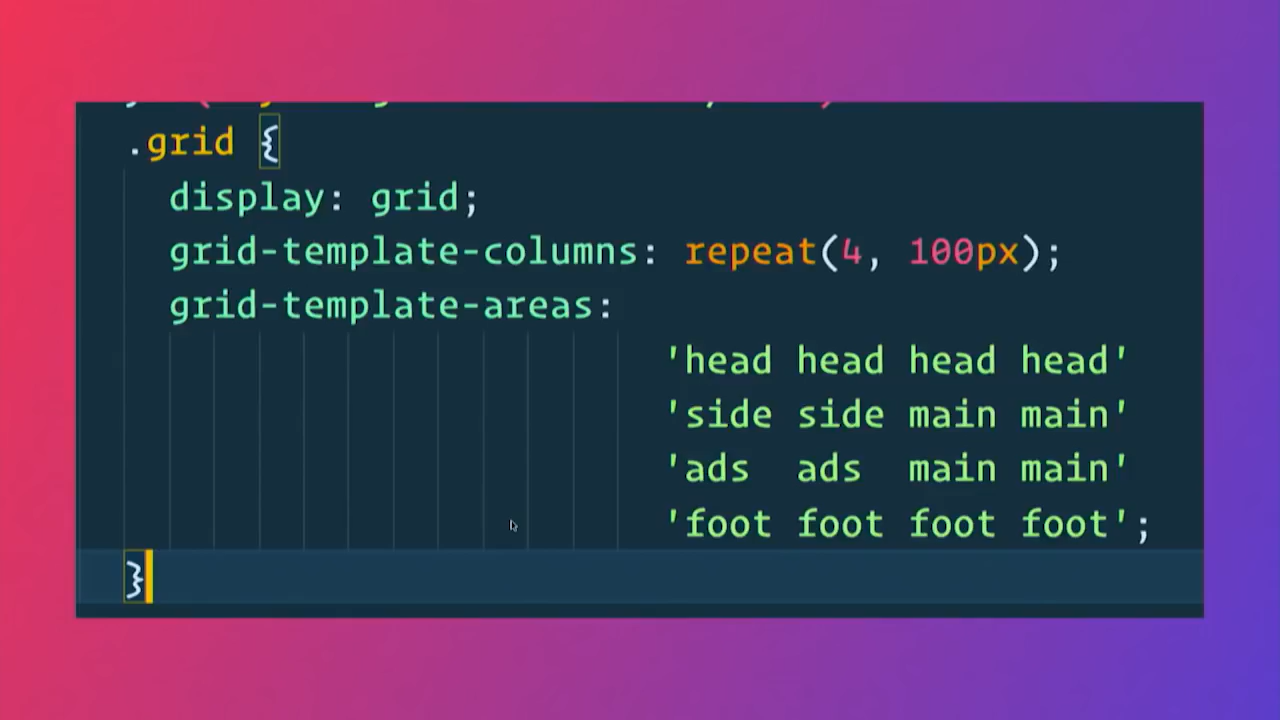 .grid {
display: grid;
grid-template-columns: repeat(4, 100px);
grid-template-areas:
'head head head head'
'side side main main'
'ads  ads  main main'
'foot foot foot foot';
}